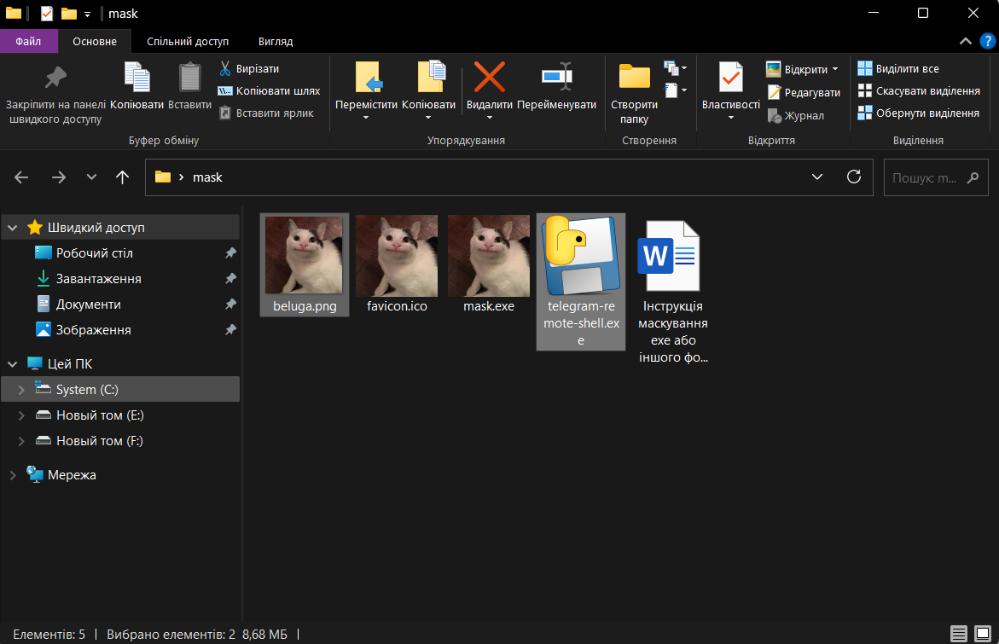 mask
Файл Основне Спільний доступ Вигляд
Закріпити на панелі
швидкого доступу
Копіювати
Вставити
Вирізати
Копіювати шлях
Вставити ярлик
Буфер обміну
Перемістити
Копіювати
Видалити
Перейменувати
Упорядкування
Створити
папку
Створення
Властивості
Відкрити
Редагувати
Журнал
Відкриття
Виділити все
Скасувати виділення
Обернути виділення
Виділення
mask
Пошук: m...
Швидкий доступ
Робочий стіл
Завантаження
Документи
Зображення
Цей ПК
System (C:)
Новый том (E:)
Новый том (F:)
Мережа
beluga.png
favicon.ico
mask.exe
telegram-re
mote-shell.ex
e
Інструкція
маскування
exe або
іншого фо...
Елементів: 5
Вибрано елементів: 2 8,68 МБ